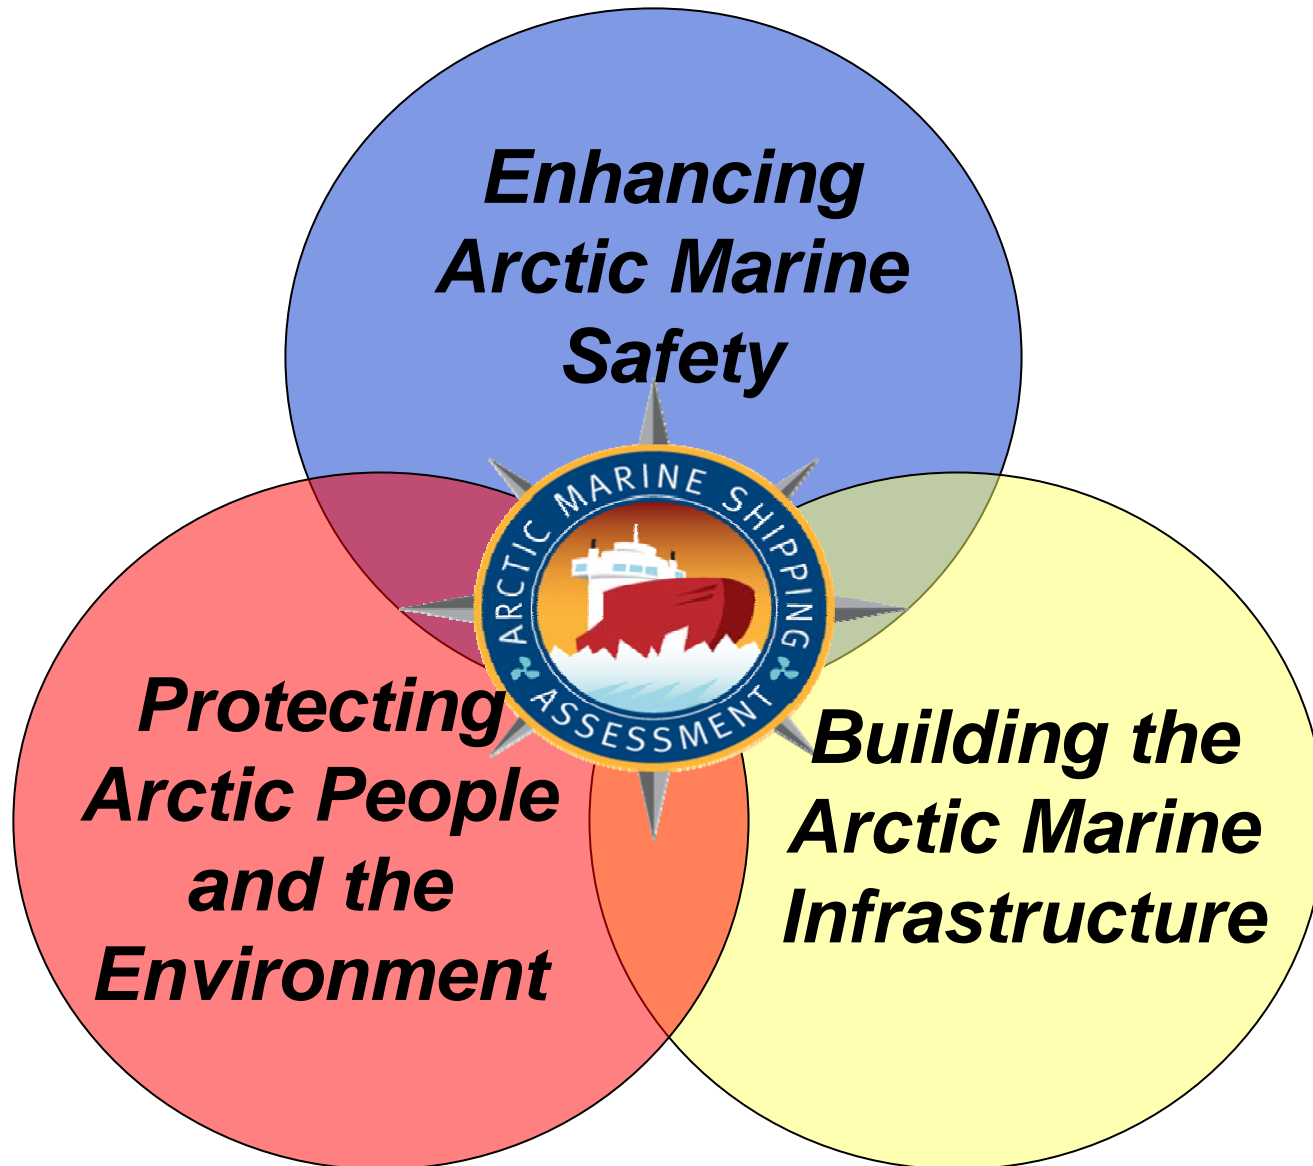 Enhancing
Arctic Marine
Safety
ARCTIC MARINE SHIPPING
ASSESSMENT
Protecting
Arctic People
and the
Environment
Building the
Arctic Marine
Infrastructure